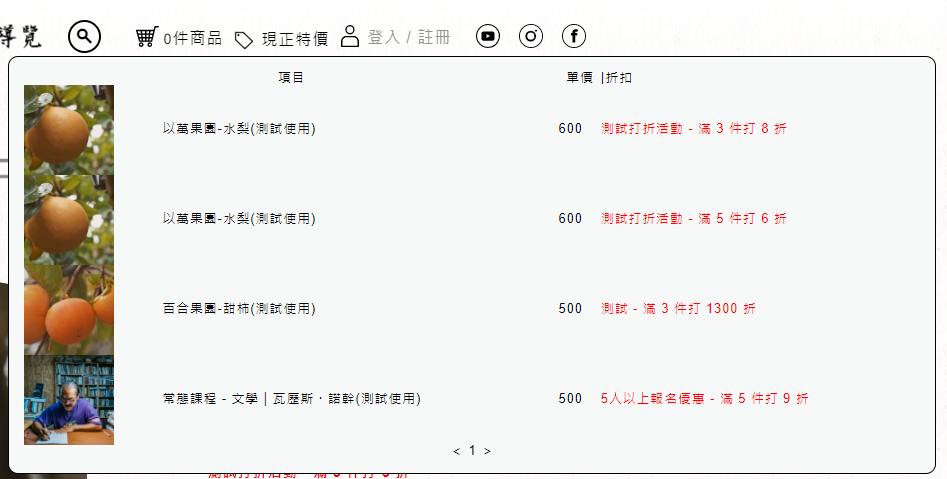 導覽 0件商品 現正特價 登入 / 註冊
項目 單價 |折扣
以萬果園-水梨(測試使用) 600 測試打折活動 - 滿 3 件打 8 折
以萬果園-水梨(測試使用) 600 測試打折活動 - 滿 5 件打 6 折
百合果園-甜柿(測試使用) 500 測試 - 滿 3 件打 1300 折
常態課程 - 文學 | 瓦歷斯．諾幹(測試使用) 500 5人以上報名優惠 - 滿 5 件打 9 折
< 1 >